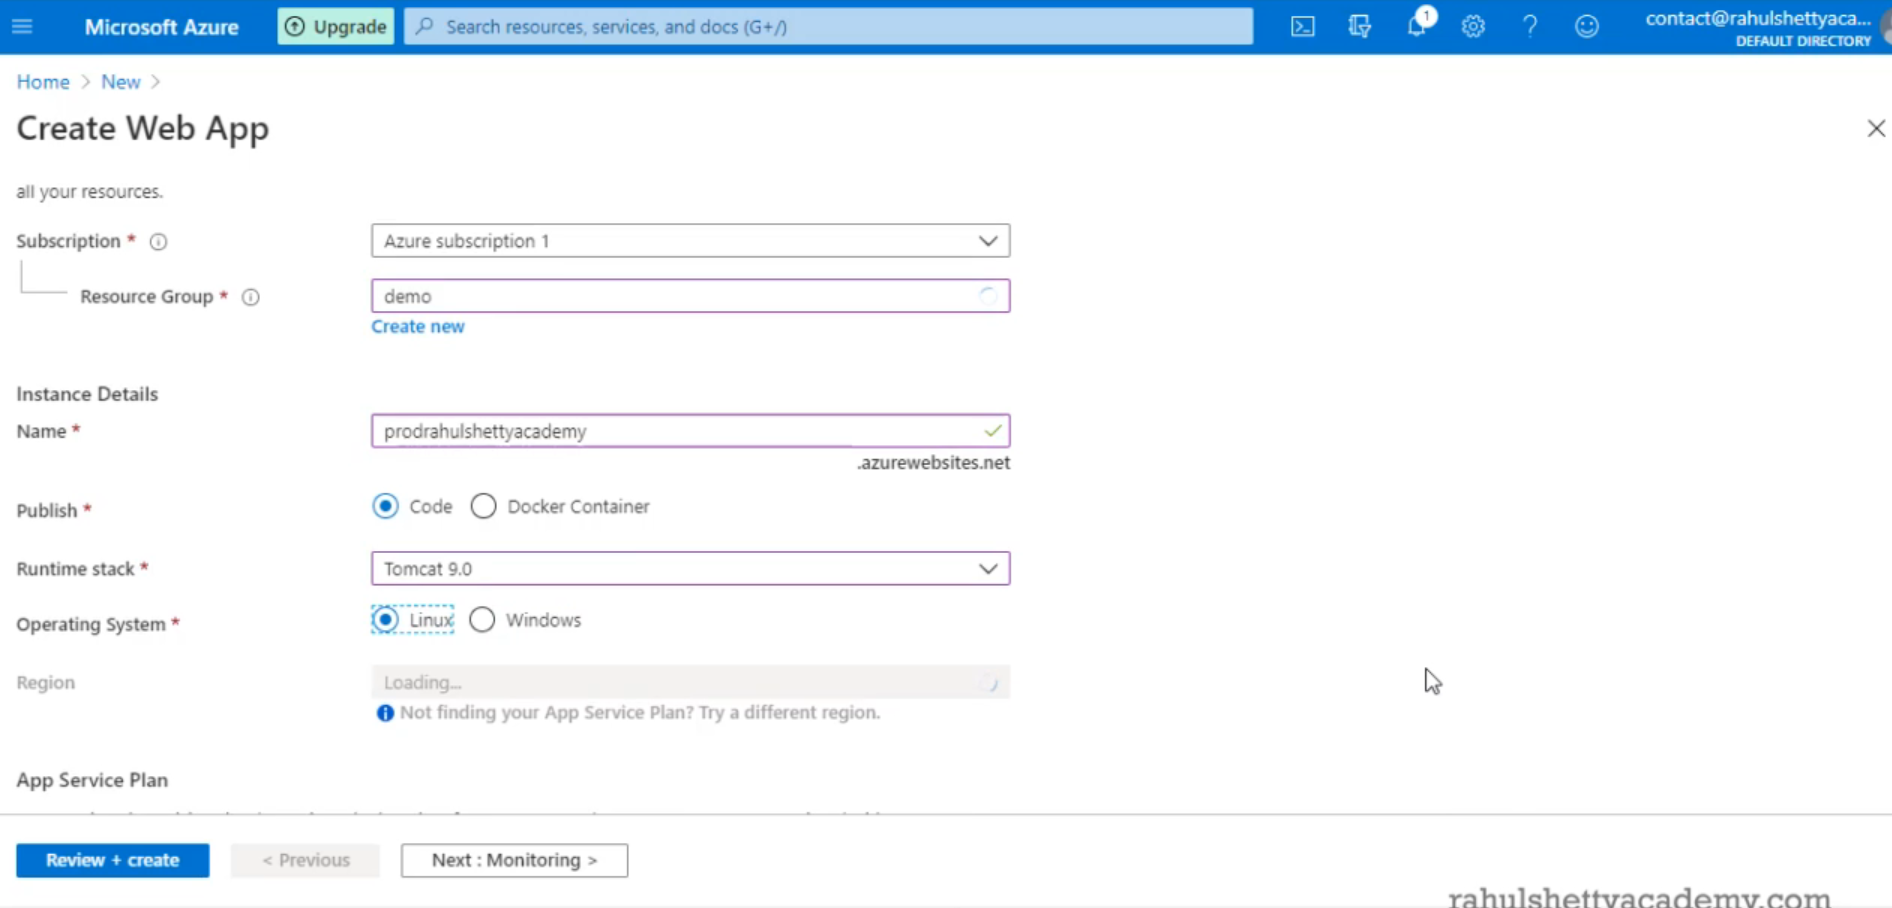 Microsoft Azure
Upgrade
Search resources, services, and docs (G+/)
1
contact@rahulshettyaca...
DEFAULT DIRECTORY
Home > New >
Create Web App
all your resources.
Subscription *
Azure subscription 1
Resource Group *
demo
Create new
Instance Details
Name *
prodrahulshettyacademy
.azurewebsites.net
Publish *
Code
Docker Container
Runtime stack *
Tomcat 9.0
Operating System *
Linux
Windows
Region
Loading...
Not finding your App Service Plan? Try a different region.
App Service Plan
Review + create
< Previous
Next : Monitoring >
rahulshettyacademy.com